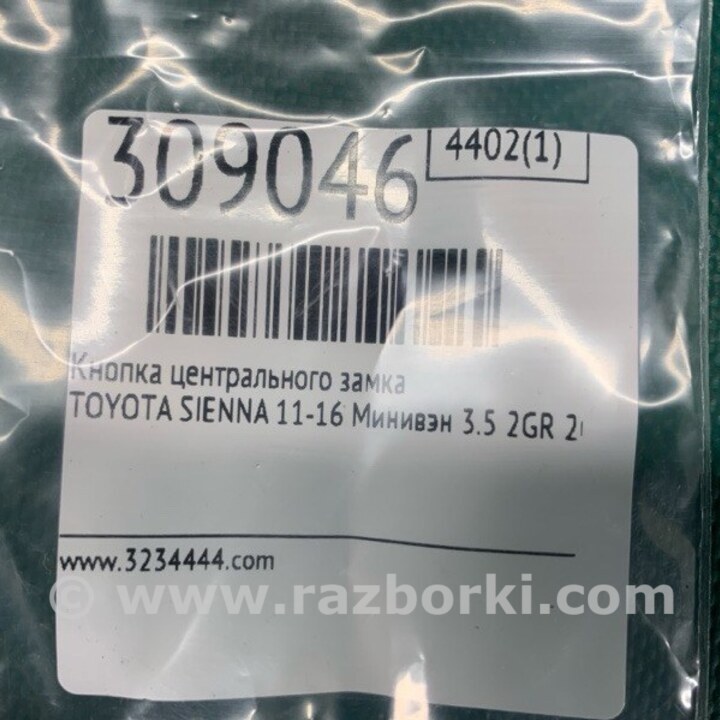 309046
4402(1)
Кнопка центрального замка
TOYOTA SIENNA 11-16 Минивэн 3.5 2GR
www.3234444.com
© www.razborki.com